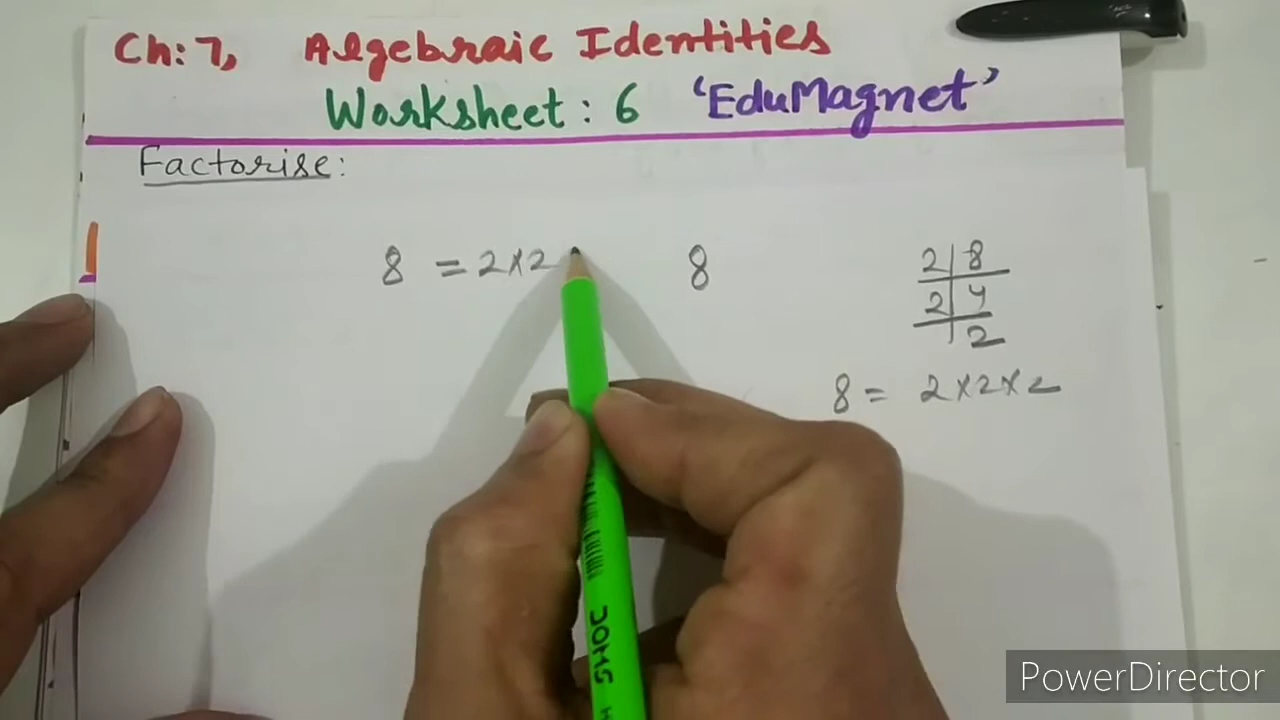 Ch: 7, Algebraic Identities
Worksheet: 6 'EduMagnet'
Factorise:
8 = 2×2
8
2 8
2 4
2
8 = 2×2×2
DOMS
PowerDirector